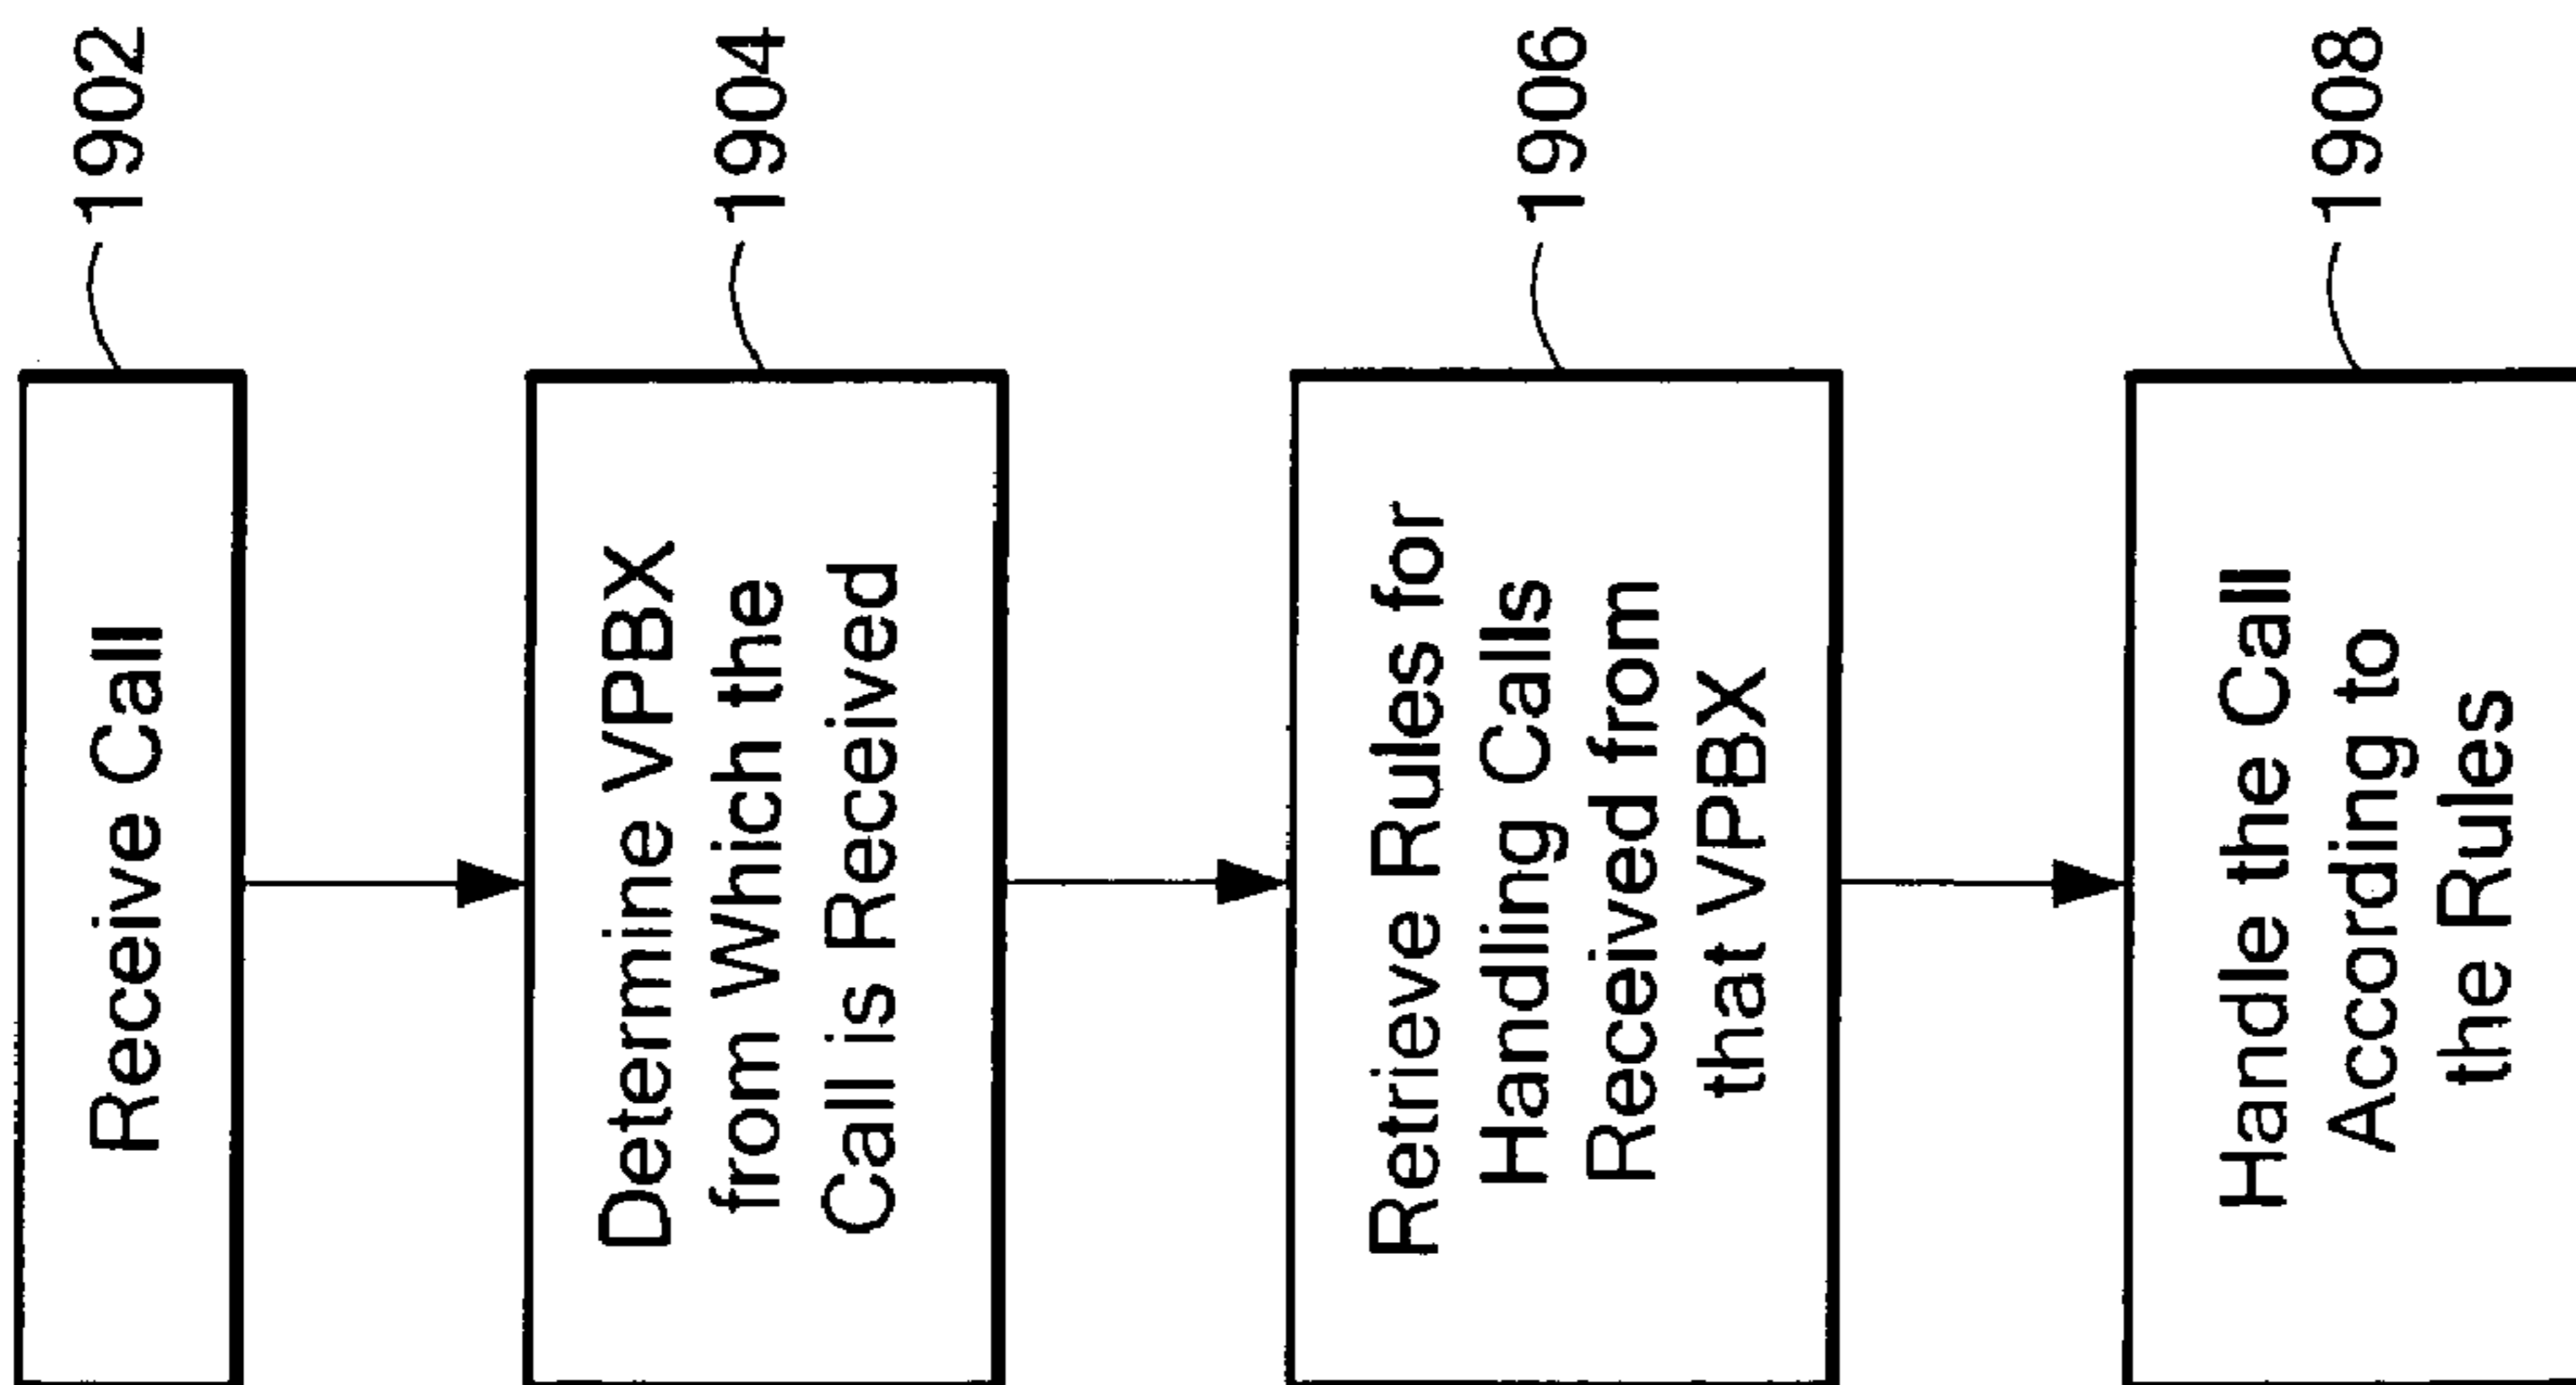 Receive Call
1902
Determine VPBX
from Which the
Call is Received
1904
Retrieve Rules for
Handling Calls
Received from
that VPBX
1906
Handle the Call
According to
the Rules
1908